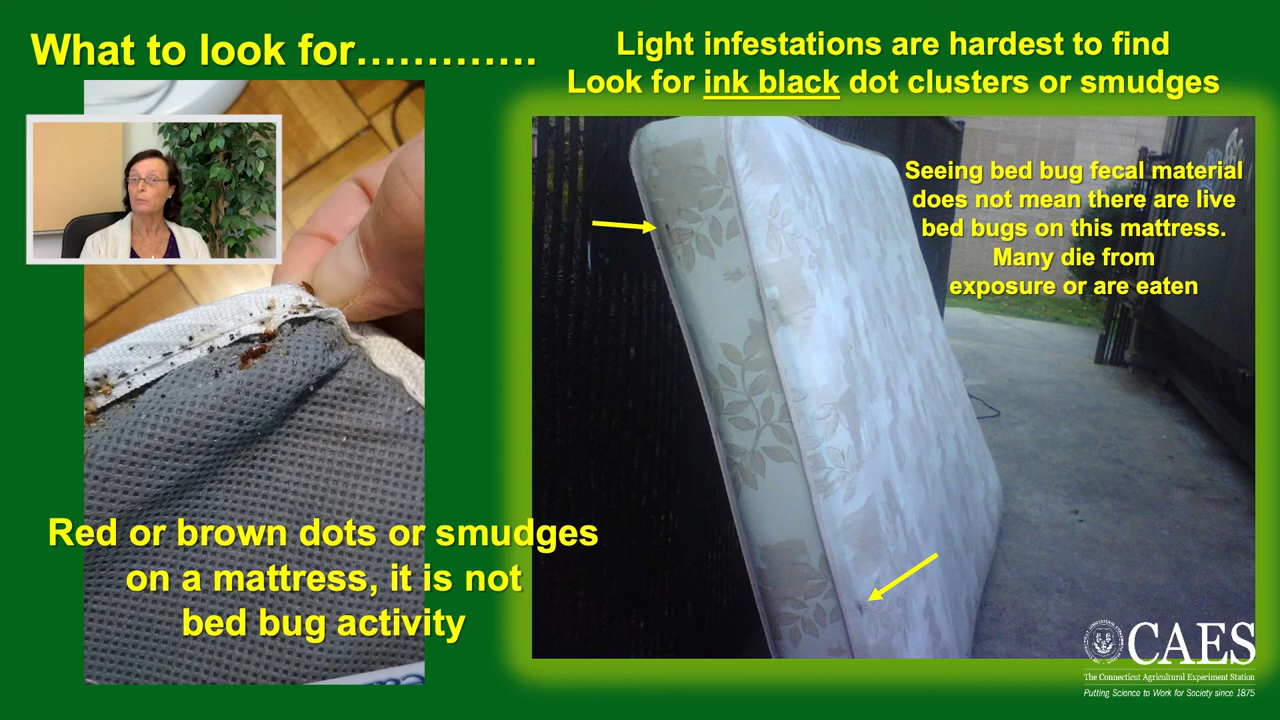 What to look for………….
Light infestations are hardest to find
Look for ink black dot clusters or smudges
Seeing bed bug fecal material
does not mean there are live
bed bugs on this mattress.
Many die from
exposure or are eaten
Red or brown dots or smudges
on a mattress, it is not
bed bug activity
CAES
The Connecticut Agricultural Experiment Station
Putting Science to Work for Society since 1875